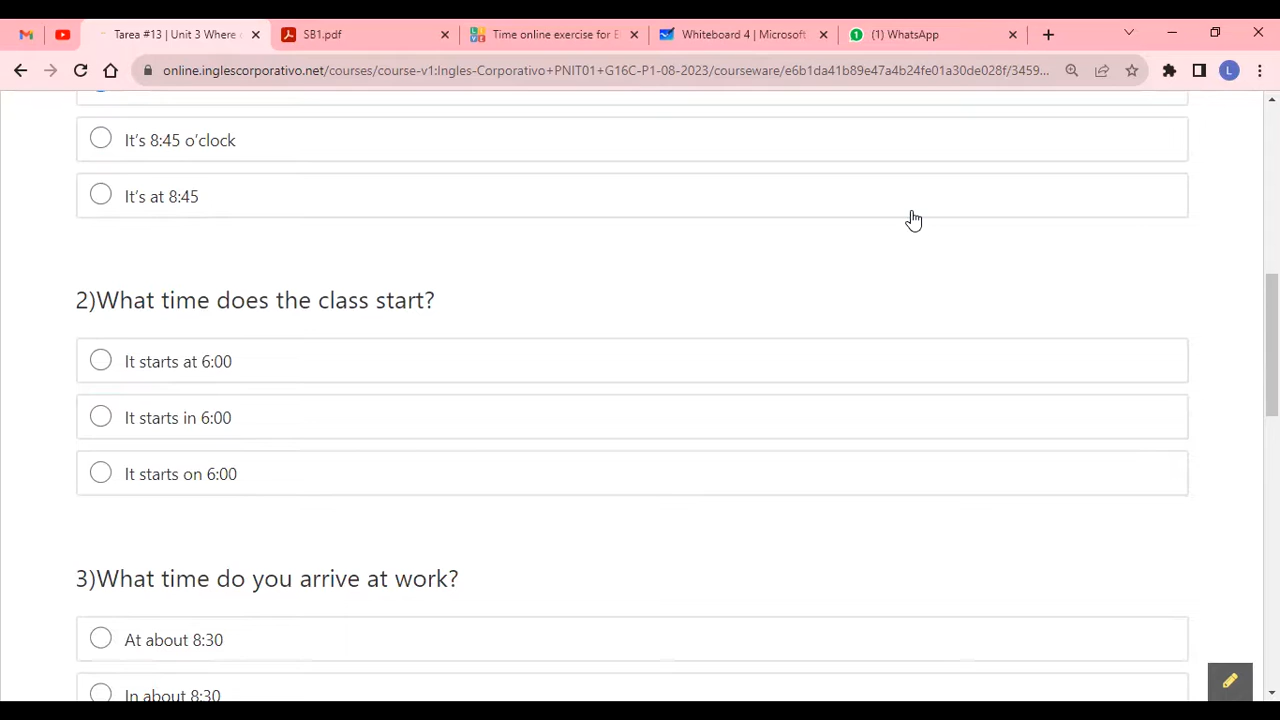 Tarea #13 | Unit 3 Where
SB1.pdf
Time online exercise for E
Whiteboard 4 | Microsoft
1
(1) WhatsApp
online.inglescorporativo.net/courses/course-v1:Ingles-Corporativo+PNIT01+G16C-P1-08-2023/courseware/e6b1da41b89e47a4b24fe01a30de028f/3459...
L
It's 8:45 o'clock
It's at 8:45
2)What time does the class start?
It starts at 6:00
It starts in 6:00
It starts on 6:00
3)What time do you arrive at work?
At about 8:30
In about 8:30